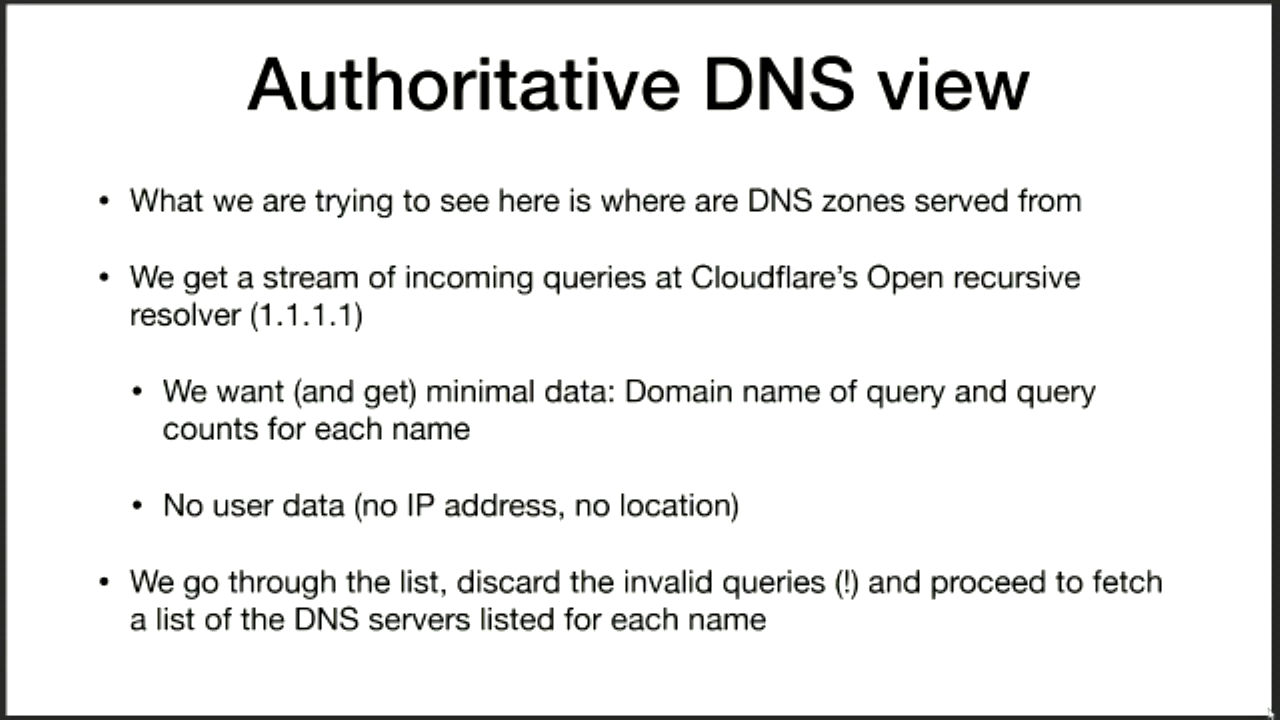 Authoritative DNS view
• What we are trying to see here is where are DNS zones served from
• We get a stream of incoming queries at Cloudflare’s Open recursive
resolver (1.1.1.1)
• We want (and get) minimal data: Domain name of query and query
counts for each name
• No user data (no IP address, no location)
• We go through the list, discard the invalid queries (!) and proceed to fetch
a list of the DNS servers listed for each name